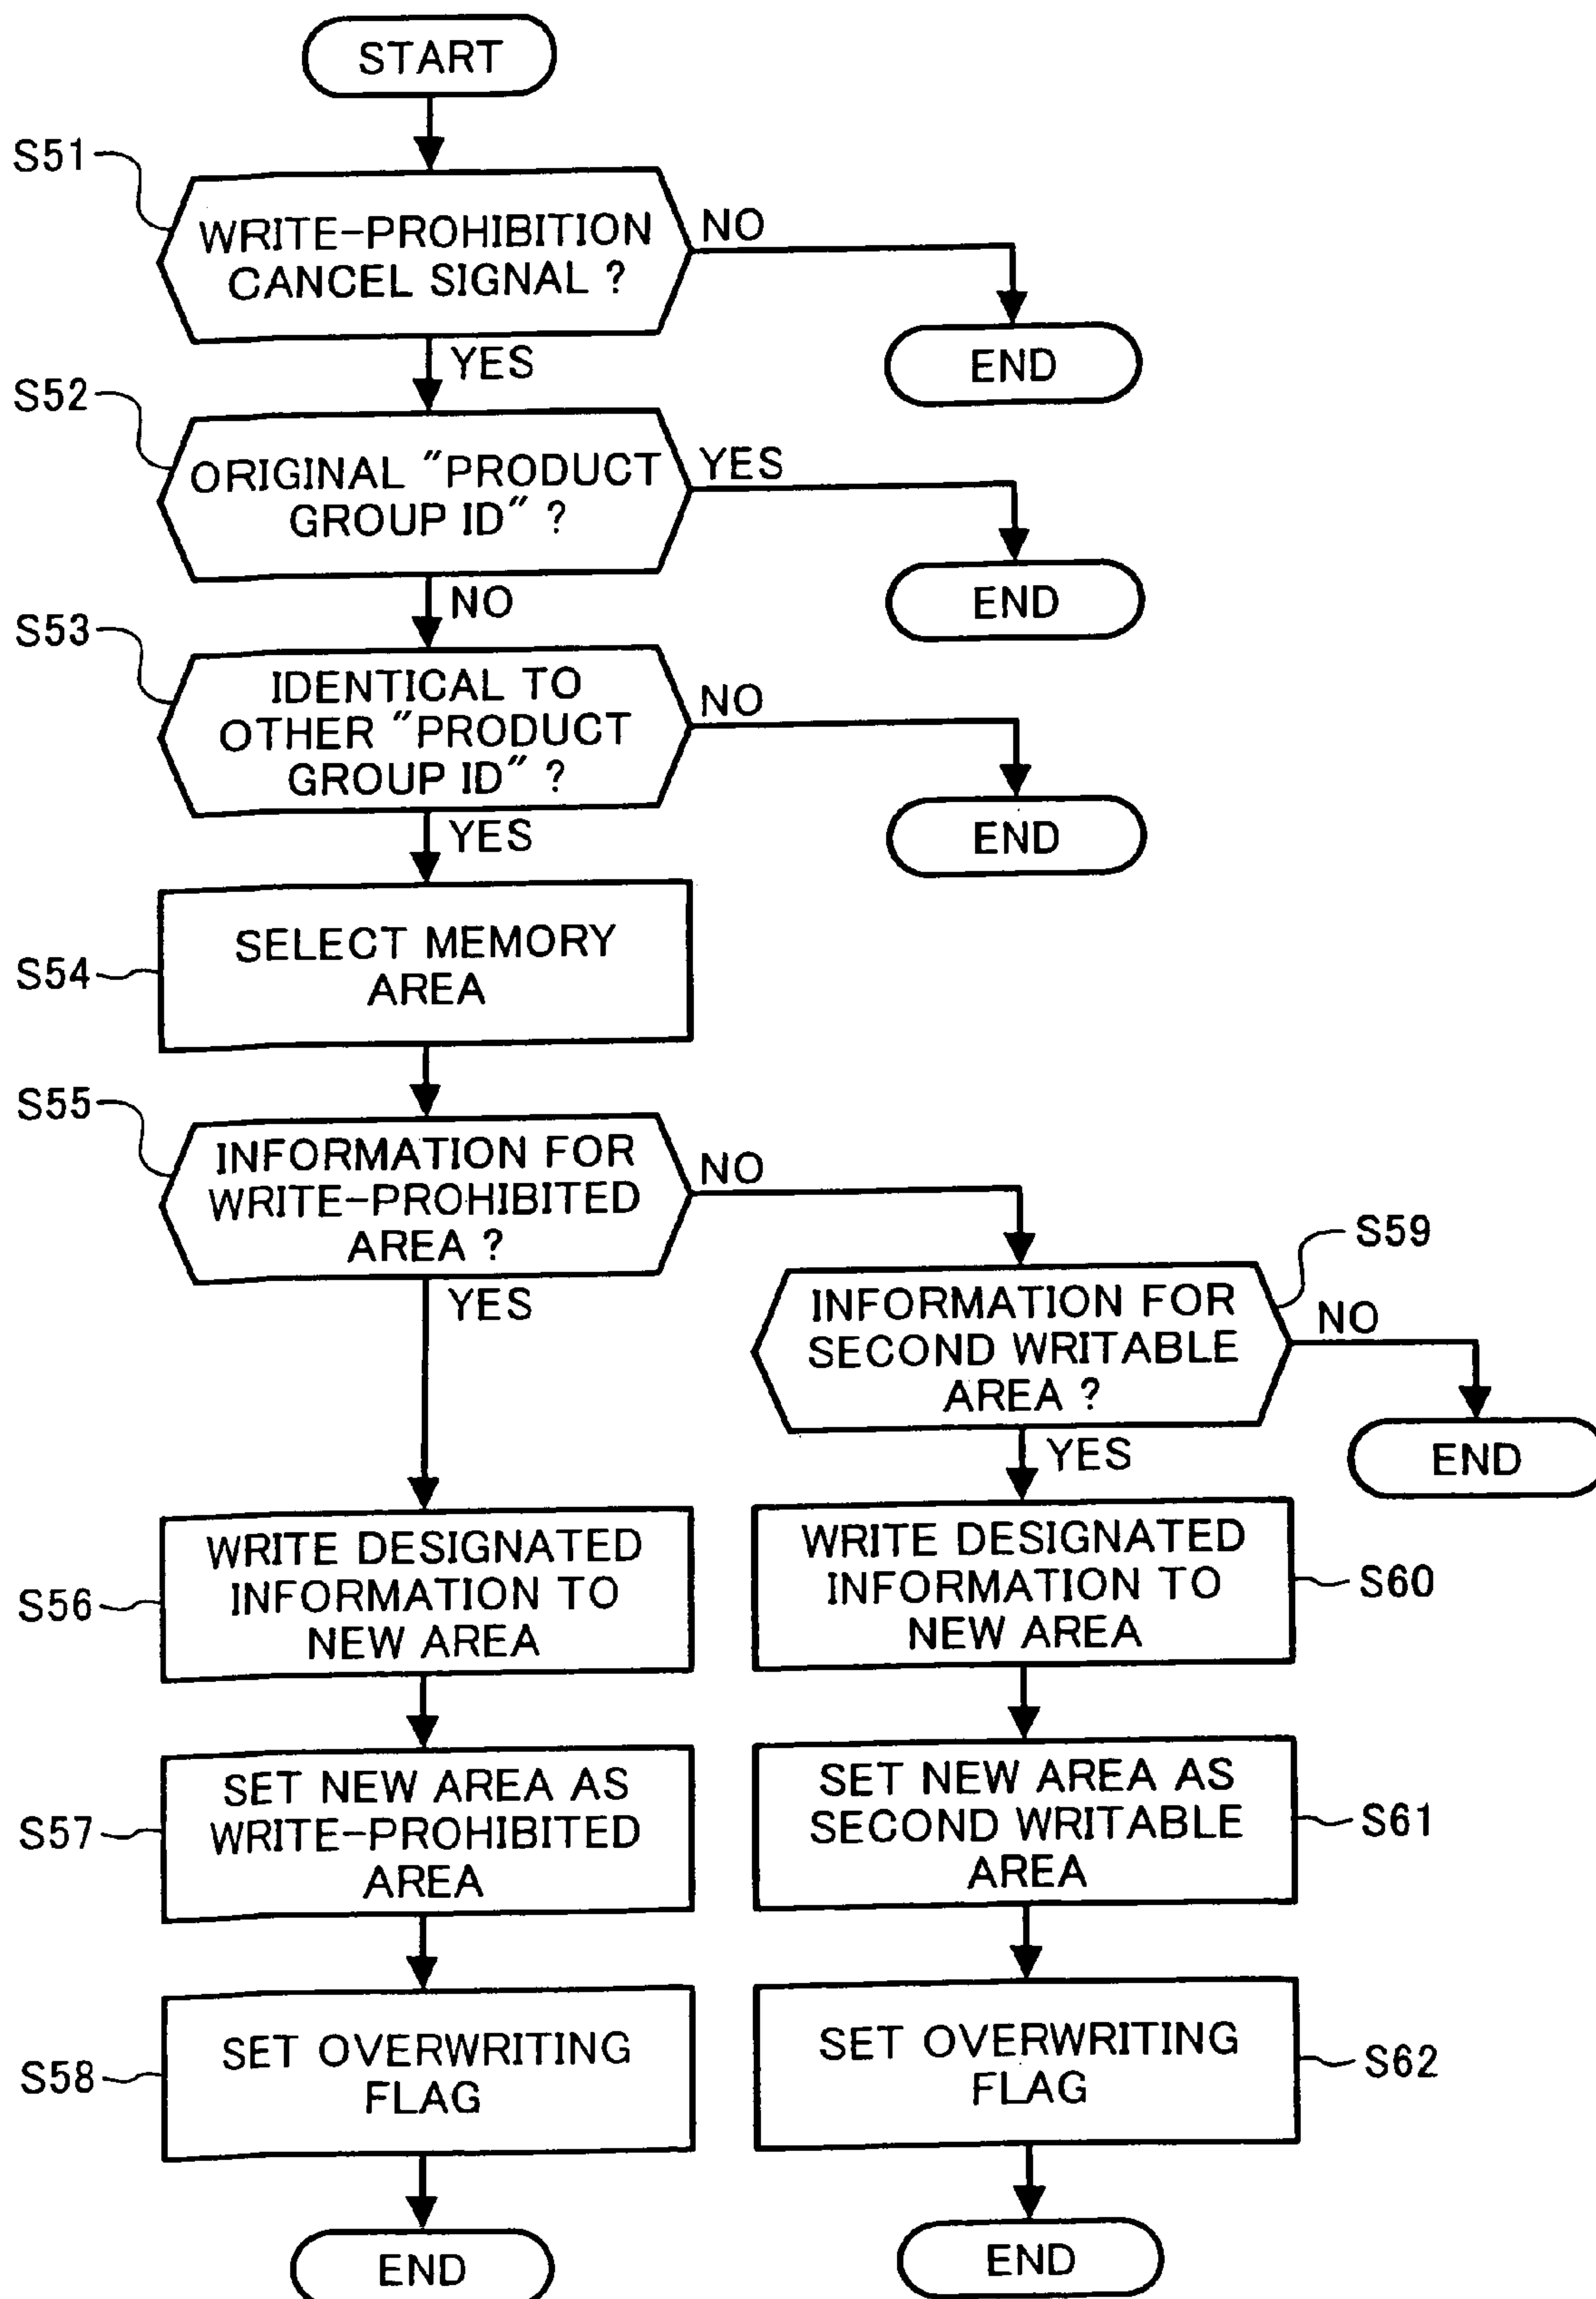 START
S51
WRITE-PROHIBITION
CANCEL SIGNAL ?
NO
END
YES
S52
ORIGINAL "PRODUCT
GROUP ID" ?
YES
END
NO
S53
IDENTICAL TO
OTHER "PRODUCT
GROUP ID" ?
NO
END
YES
S54
SELECT MEMORY
AREA
S55
INFORMATION FOR
WRITE-PROHIBITED
AREA ?
NO
YES
S59
INFORMATION FOR
SECOND WRITABLE
AREA ?
NO
END
YES
S56
WRITE DESIGNATED
INFORMATION TO
NEW AREA
WRITE DESIGNATED
INFORMATION TO
NEW AREA
S60
S57
SET NEW AREA AS
WRITE-PROHIBITED
AREA
SET NEW AREA AS
SECOND WRITABLE
AREA
S61
S58
SET OVERWRITING
FLAG
SET OVERWRITING
FLAG
S62
END
END